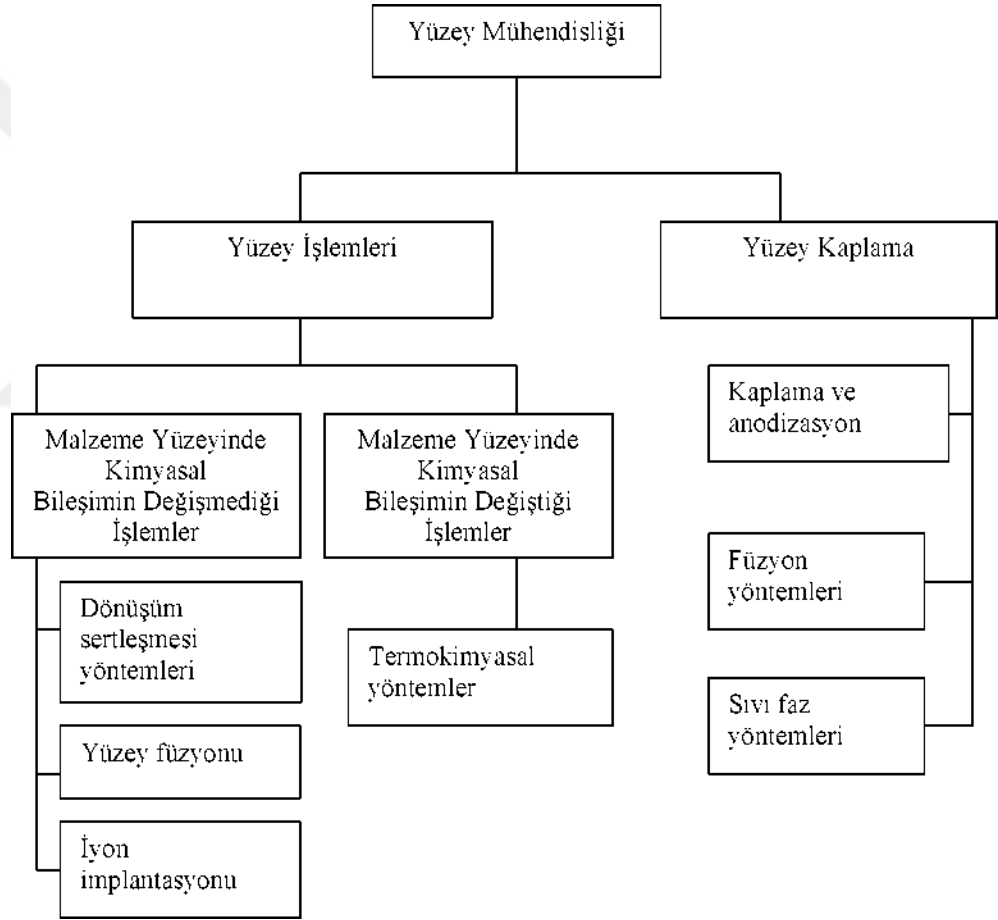 Yüzey Mühendisliği
Yüzey İşlemleri
Yüzey Kaplama
Malzeme Yüzeyinde
Kimyasal
Bileşimin Değişmediği
İşlemler
Malzeme Yüzeyinde
Kimyasal
Bileşimin Değiştiği
İşlemler
Kaplama ve
anodizasyon
Dönüşüm
sertleşmesi
yöntemleri
Termokimyasal
yöntemler
Füzyon
yöntemleri
Yüzey füzyonu
Sıvı faz
yöntemleri
İyon
implantasyonu